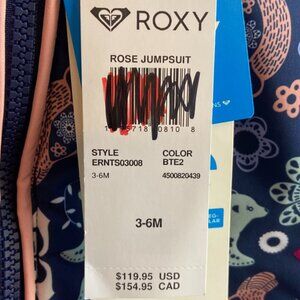 ROXY
ROSE JUMPSUIT
STYLE COLOR
ERNTS03008 BTE2
3-6M 4500820439
3-6M
$119.95 USD
$154.95 CAD